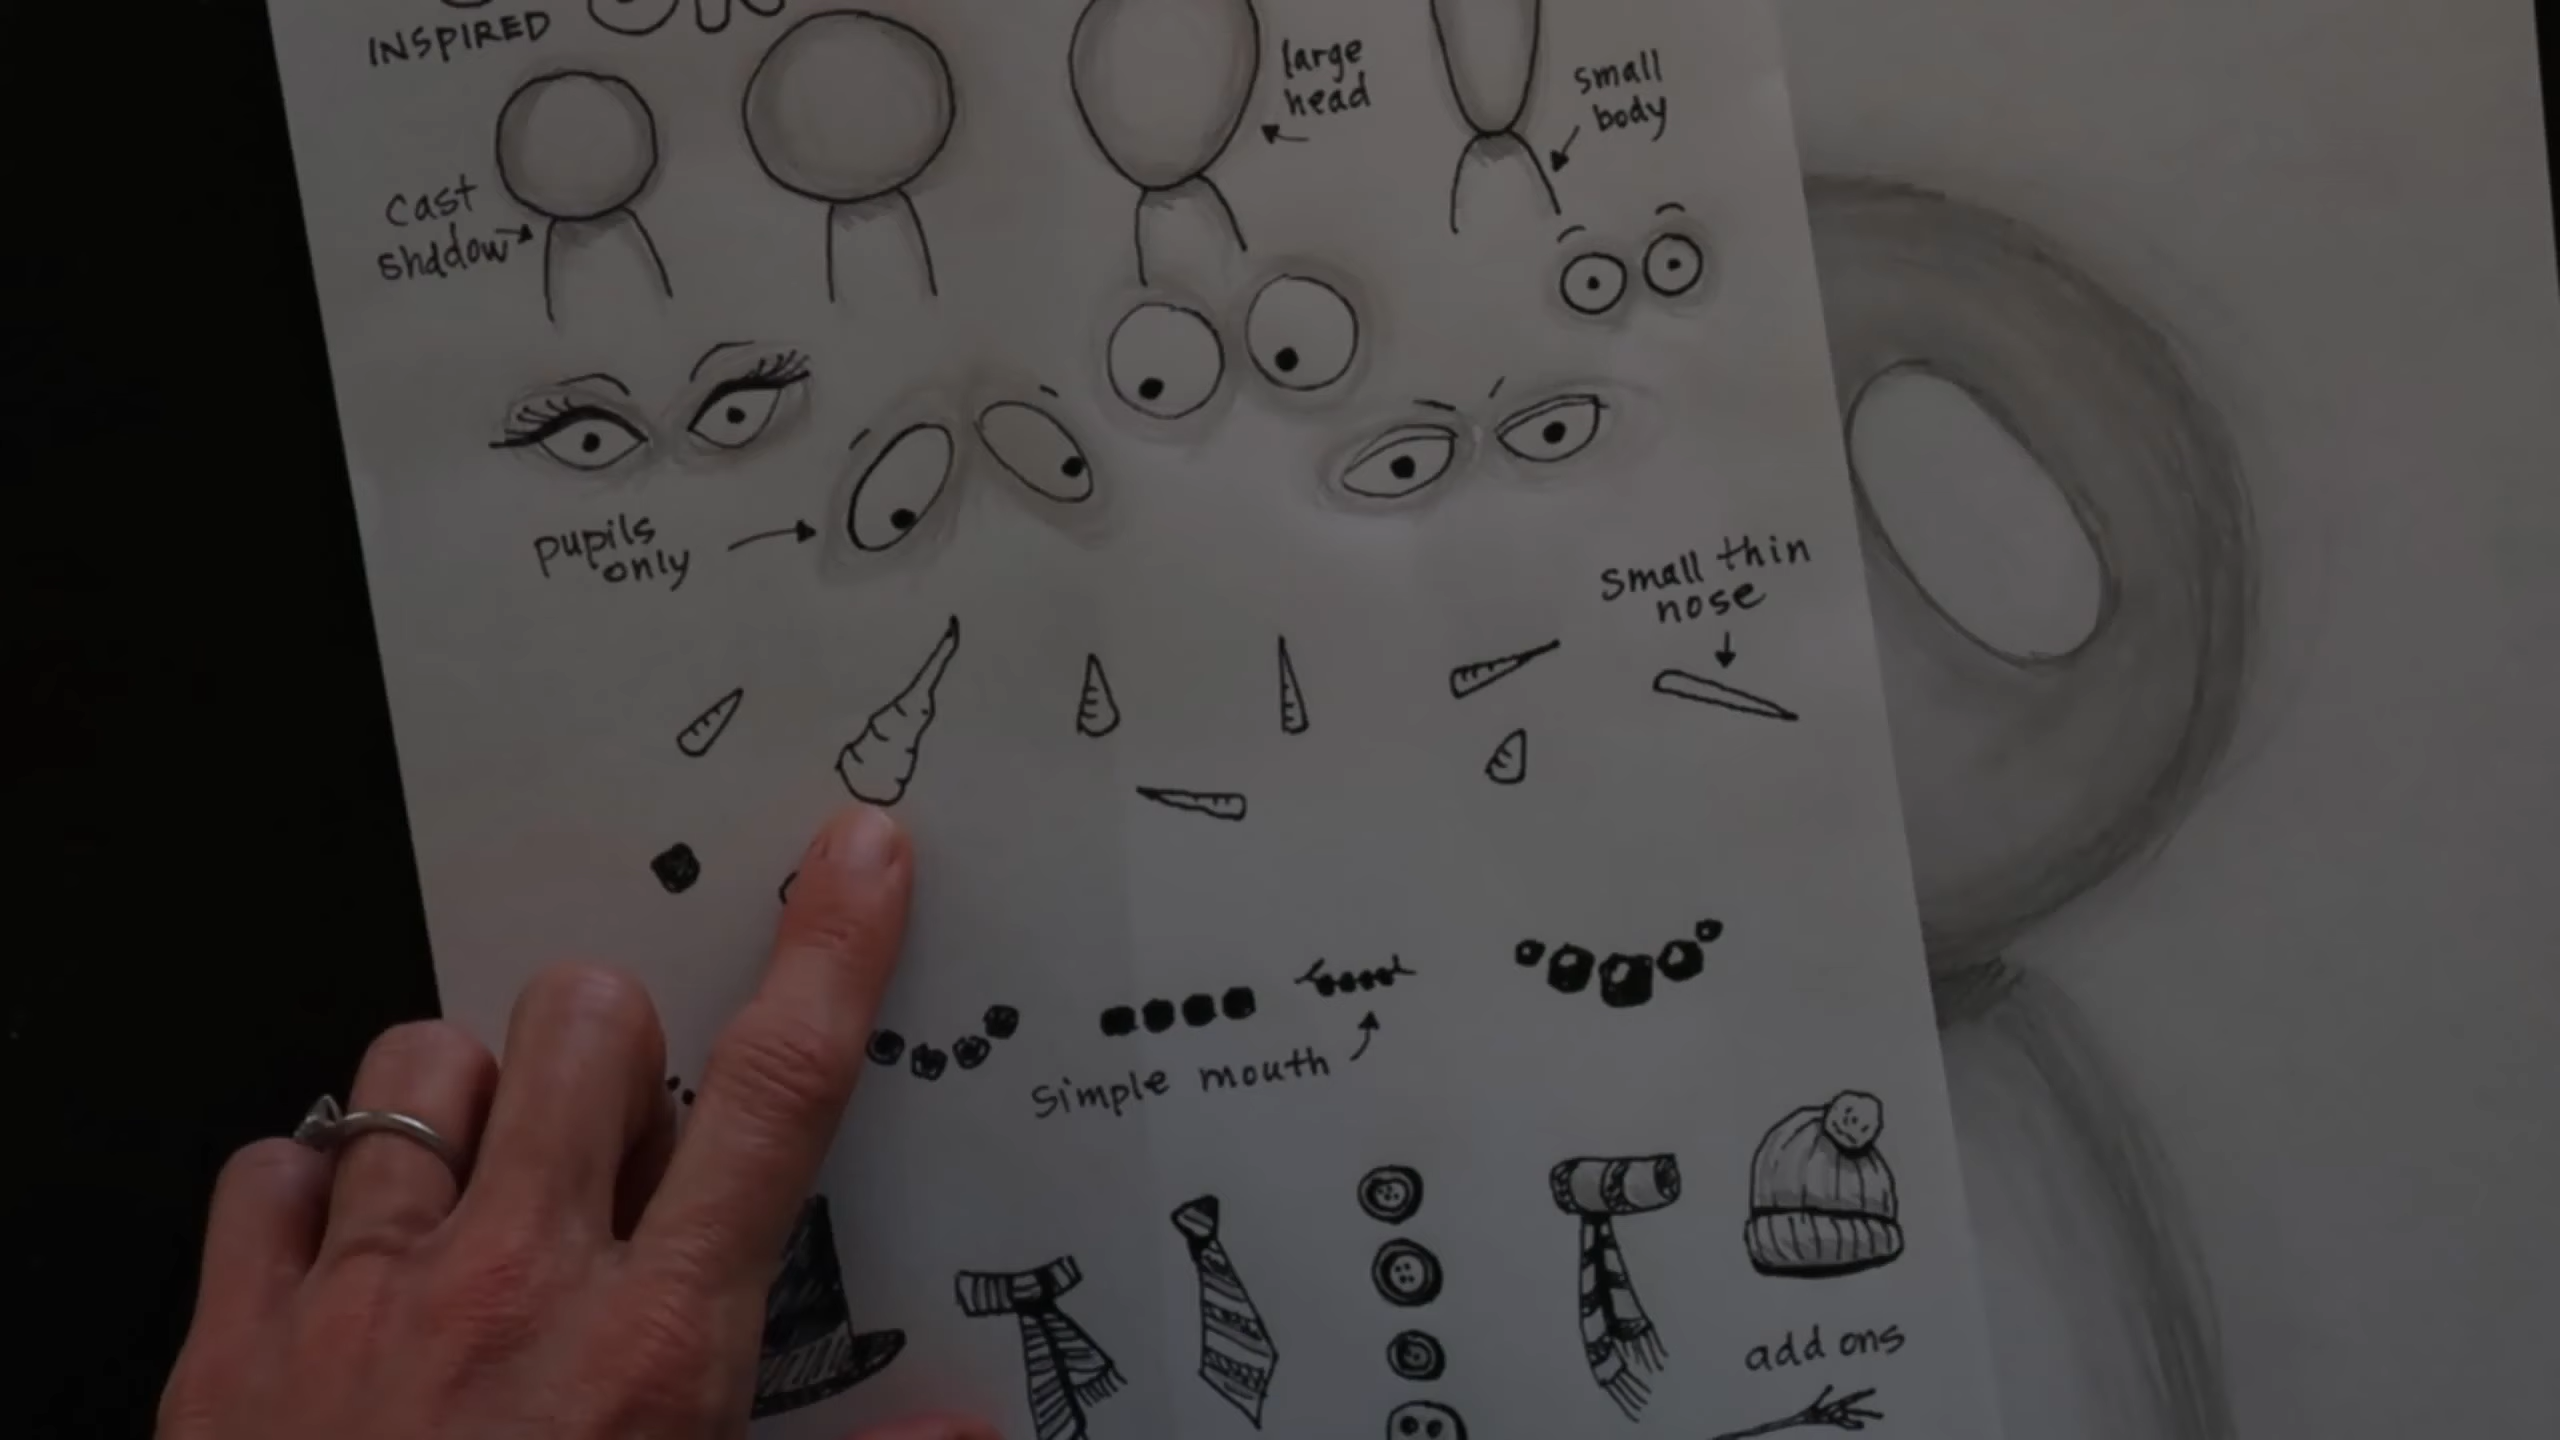 INSPIRED
large
head
small
body
cast
shadow
pupils
only
small thin
nose
simple mouth
add ons